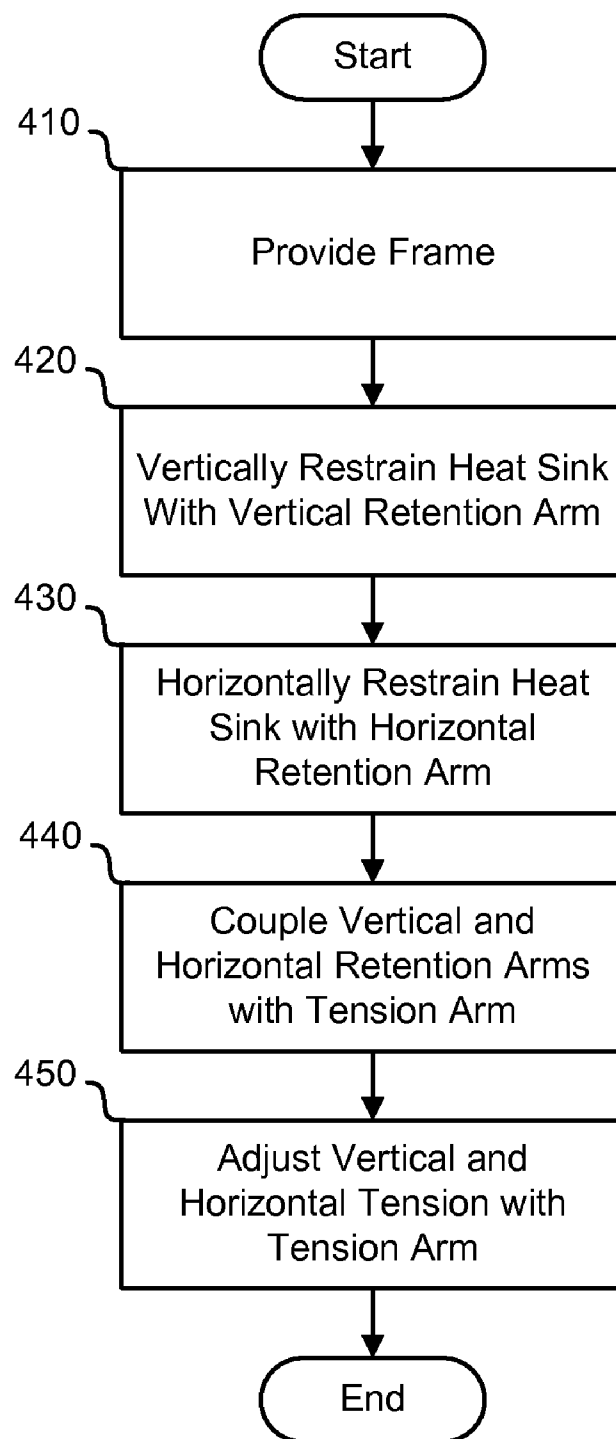 Start
410
Provide Frame
420
Vertically Restrain Heat Sink
With Vertical Retention Arm
430
Horizontally Restrain Heat
Sink with Horizontal
Retention Arm
440
Couple Vertical and
Horizontal Retention Arms
with Tension Arm
450
Adjust Vertical and
Horizontal Tension with
Tension Arm
End